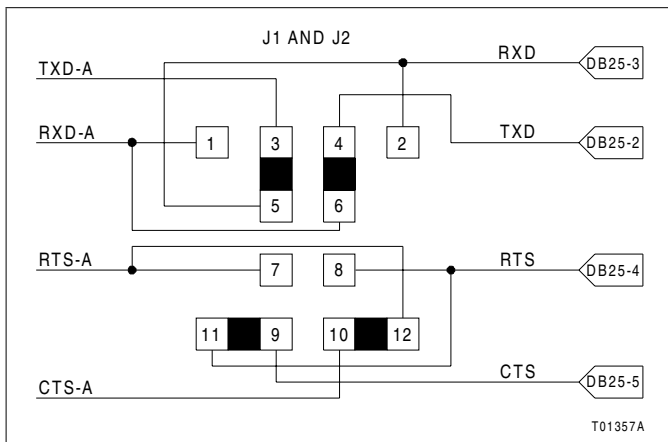 J1 AND J2
RXD
DB25-3
TXD-A
RXD-A
1
3
4
2
TXD
DB25-2
5
6
RTS-A
7
8
RTS
DB25-4
11
9
10
12
CTS
DB25-5
CTS-A
T01357A